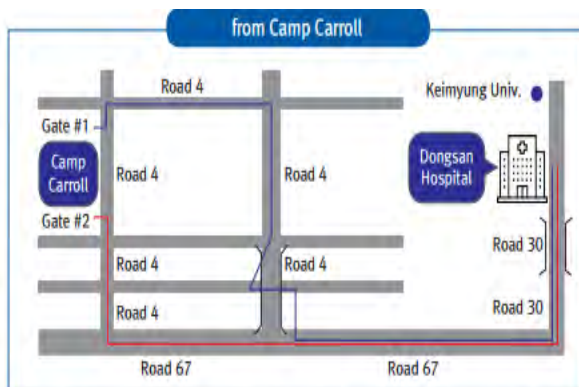 from Camp Carroll
Road 4
Keimyung Univ.
Gate #1
Camp
Carroll
Road 4
Road 4
Dongsan
Hospital
Gate #2
Road 4
Road 4
Road 30
Road 4
Road 30
Road 67
Road 67